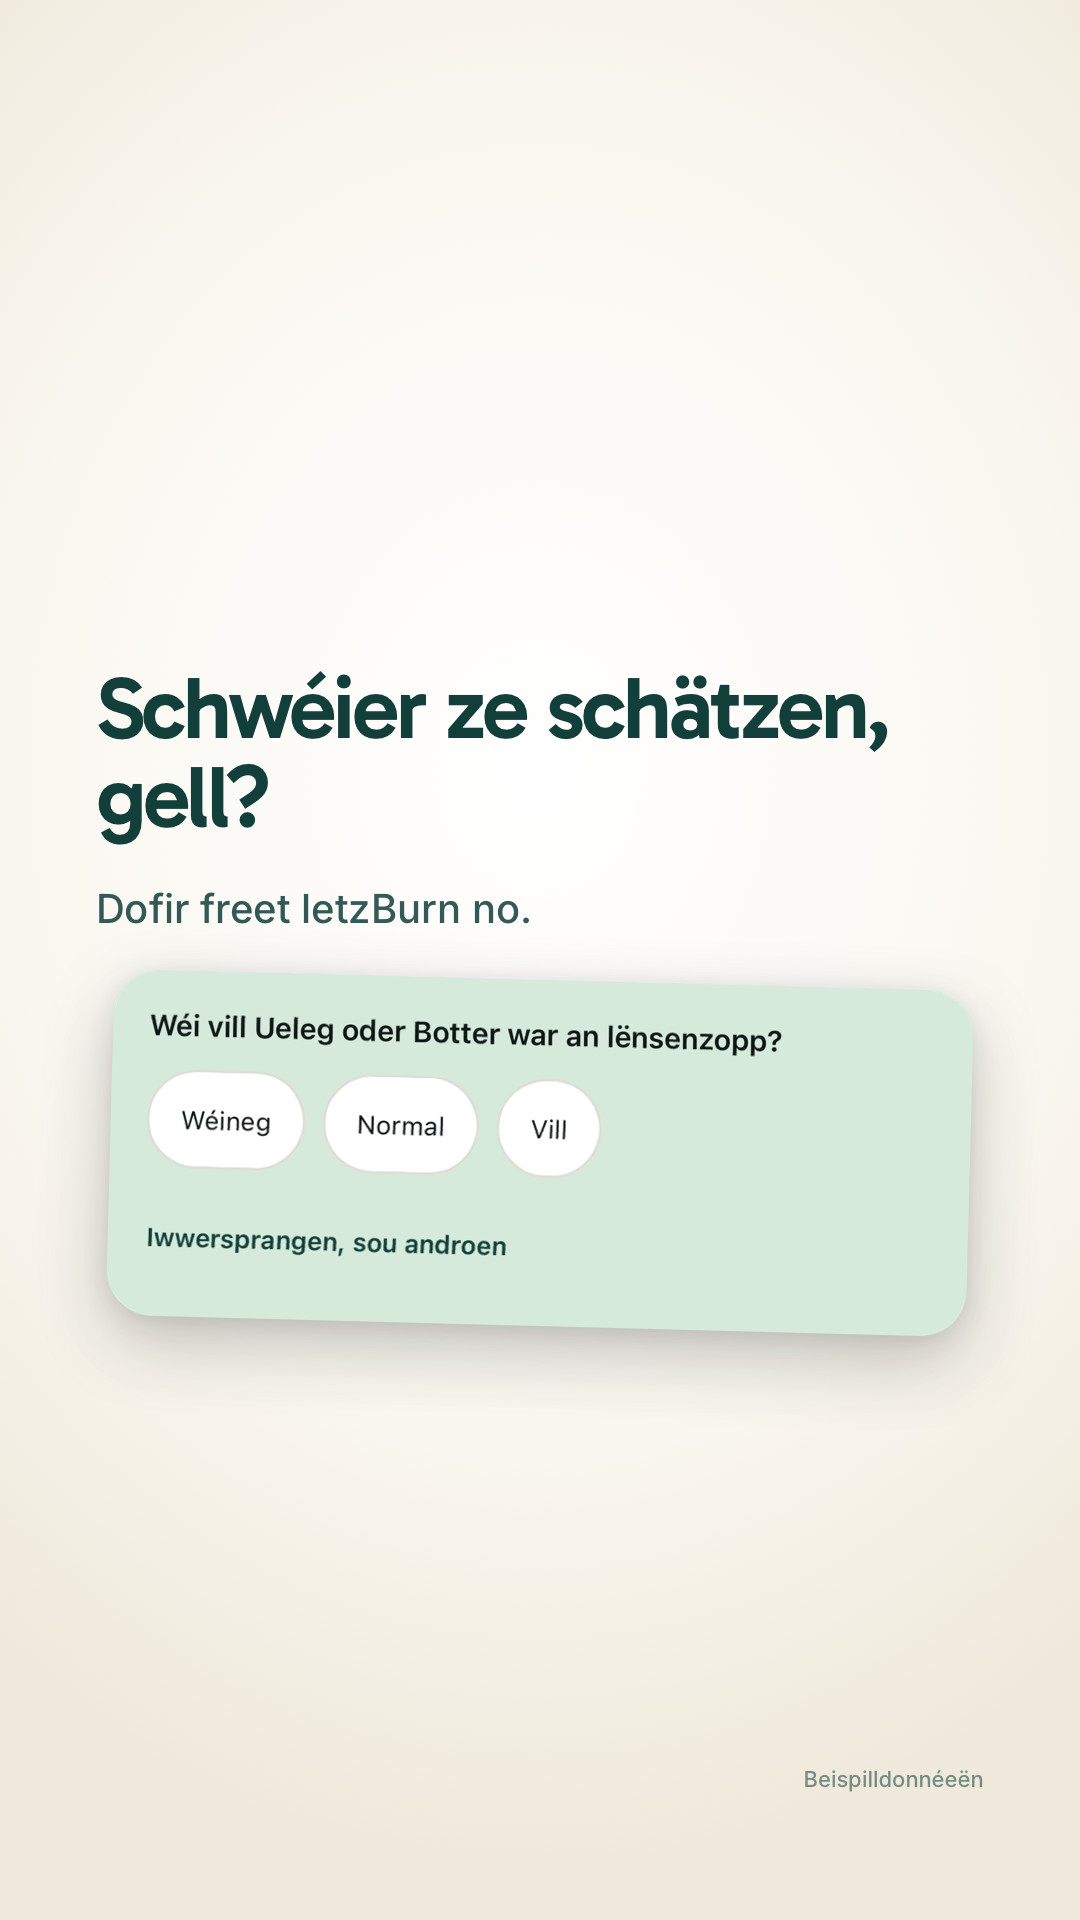 Schwéier ze schätzen,
gell?
Dofir freet letzBurn no.
Wéi vill Ueleg oder Botter war an lënsenzopp?
Wéineg
Normal
Vill
Iwwersprangen, sou androen
Beispilldonnéeën